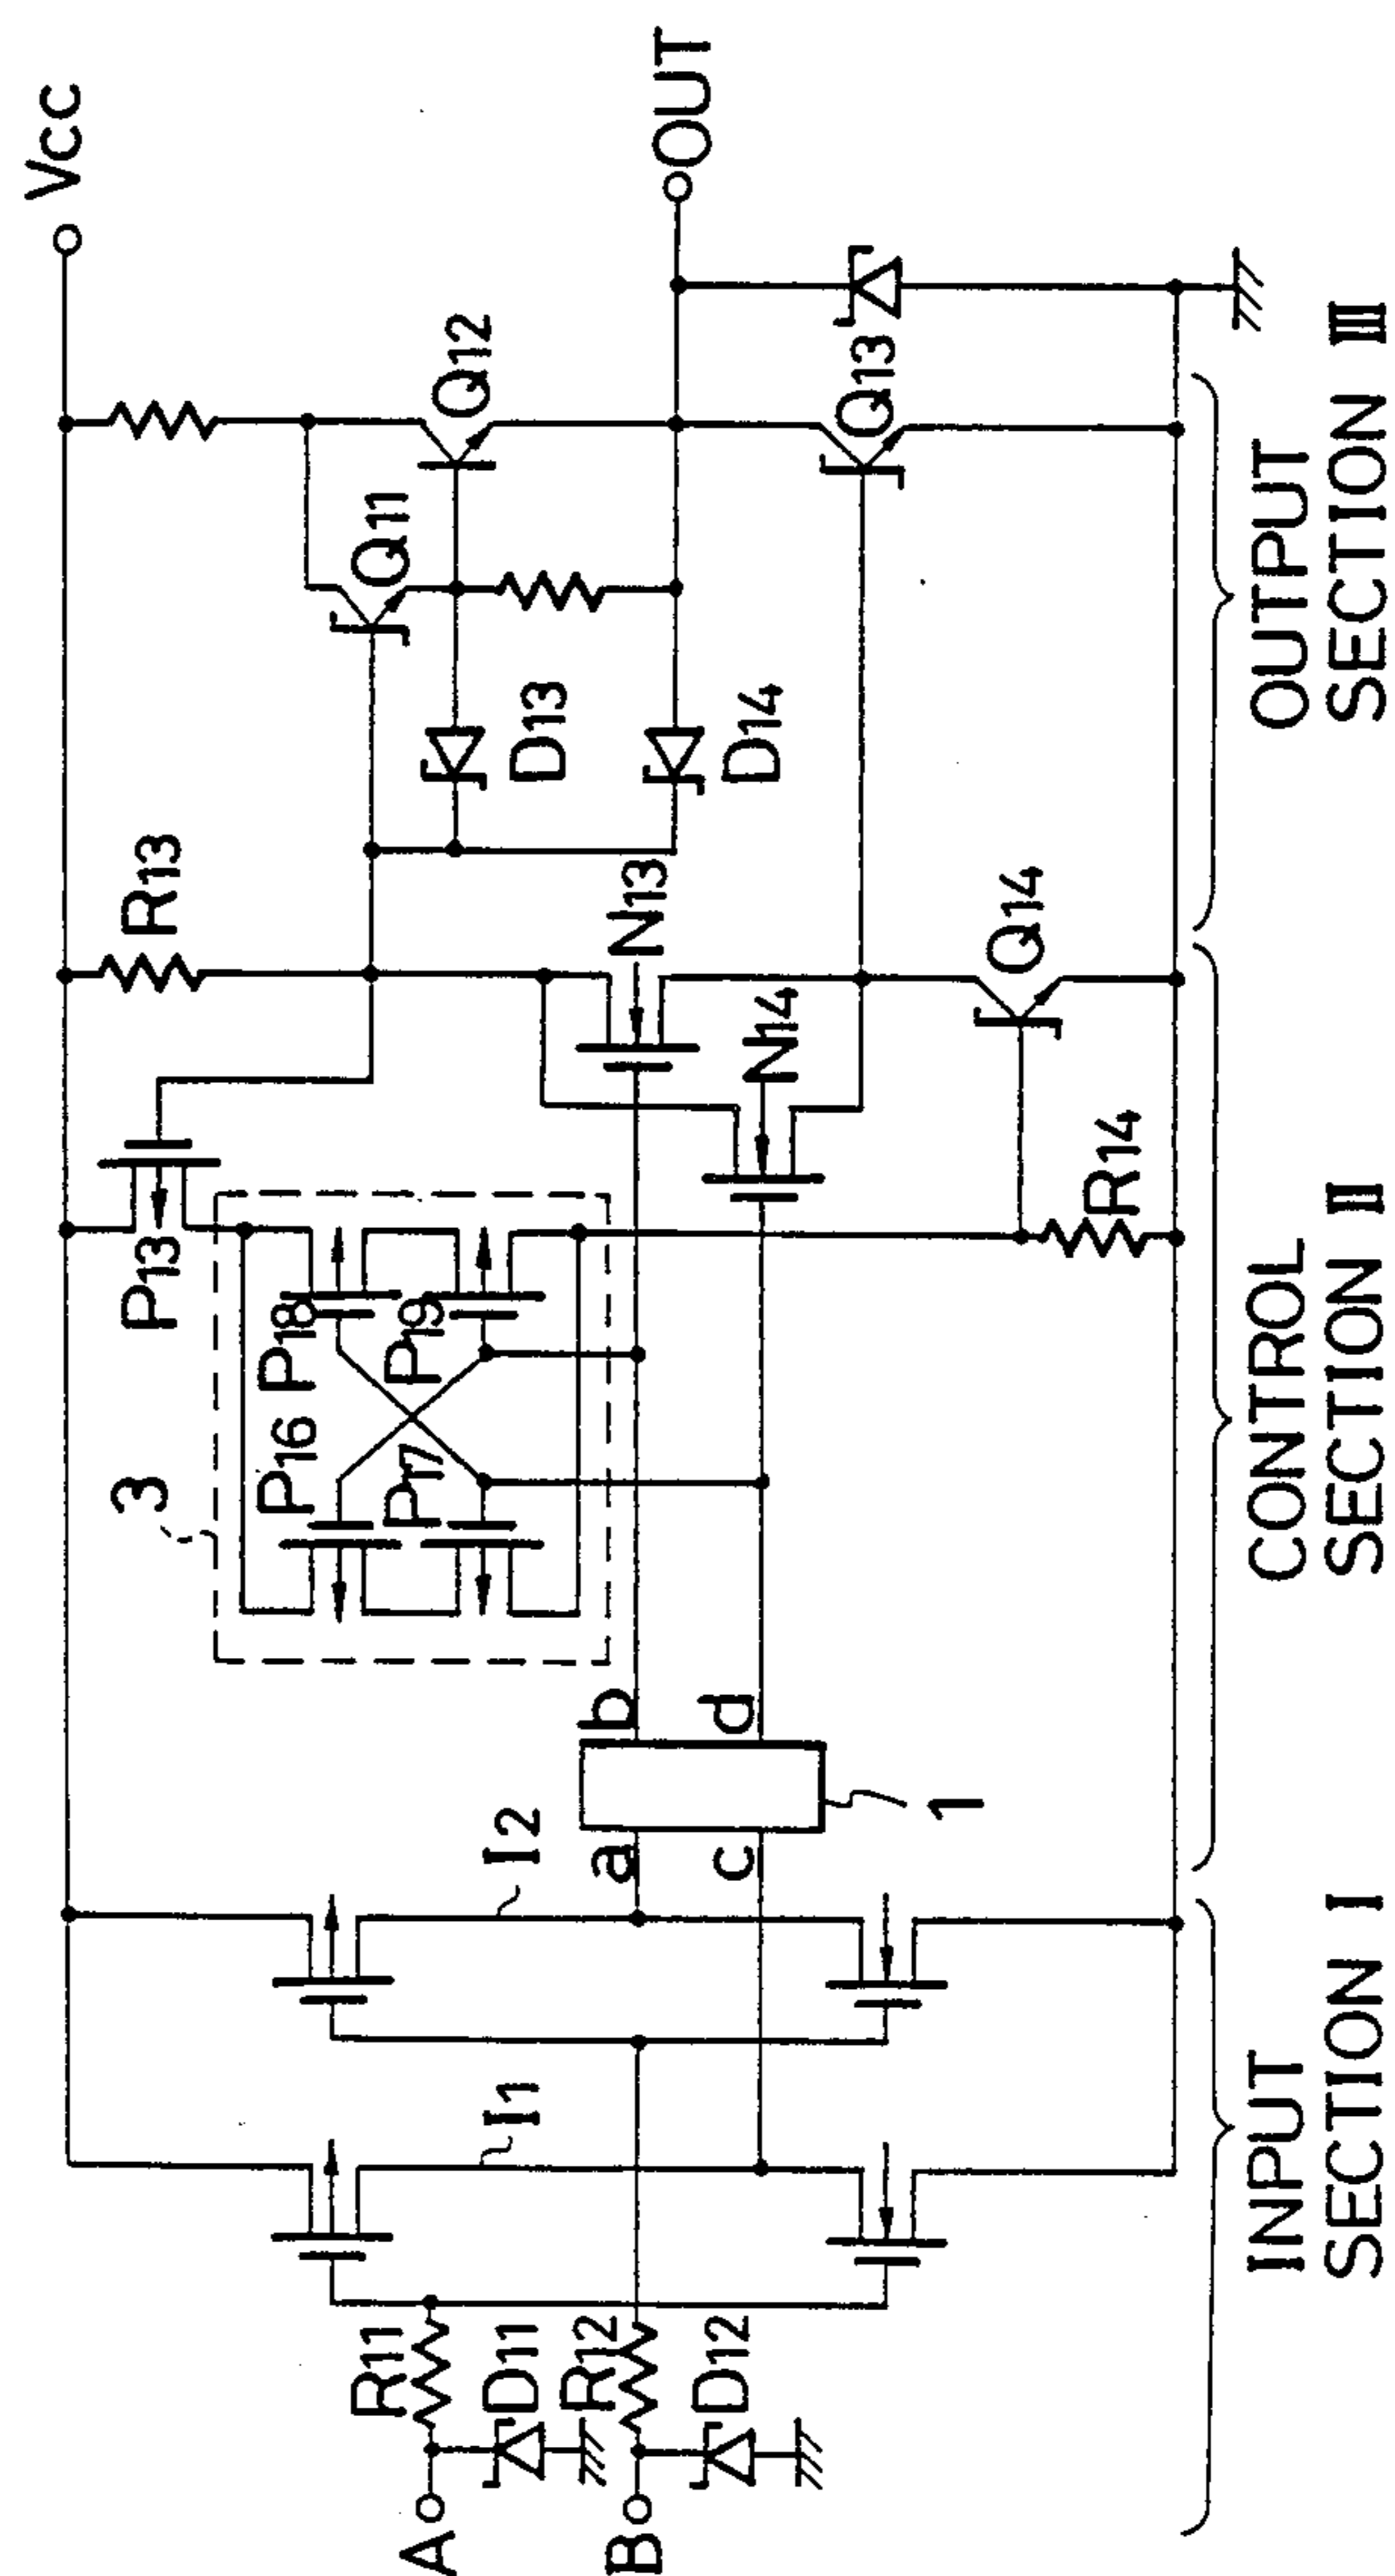 Vcc
OUT
Q12
Q11
Q13
D13
D14
R13
N13
N14
Q14
R14
P13
P18
P19
P16
P17
3
b
d
a
c
1
I2
I1
R11
D11
R12
D12
A
B
INPUT
SECTION I
CONTROL
SECTION II
OUTPUT
SECTION III